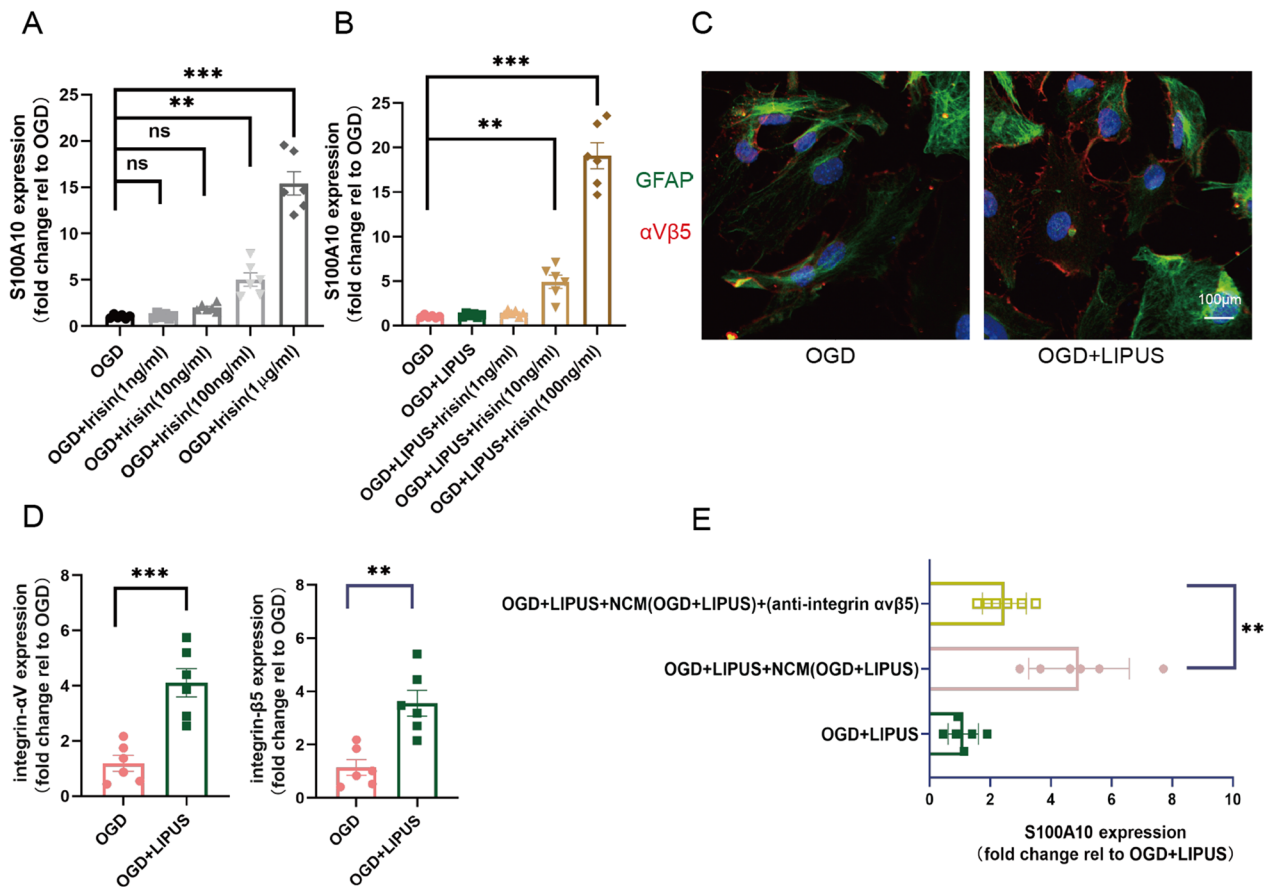 A
S100A10 expression
（fold change rel to OGD）
25
20
15
10
5
0
***
**
ns
ns
OGD
OGD+Irisin(1ng/ml)
OGD+Irisin(10ng/ml)
OGD+Irisin(100ng/ml)
OGD+Irisin(1μg/ml)
B
S100A10 expression
（fold change rel to OGD）
25
20
15
10
5
0
***
**
OGD
OGD+LIPUS
OGD+LIPUS+Irisin(1ng/ml)
OGD+LIPUS+Irisin(10ng/ml)
OGD+LIPUS+Irisin(100ng/ml)
C
GFAP
αVβ5
100μm
OGD
OGD+LIPUS
D
integrin-αV expression
（fold change rel to OGD）
8
6
4
2
0
***
OGD
OGD+LIPUS
integrin-β5 expression
（fold change rel to OGD）
8
6
4
2
0
**
OGD
OGD+LIPUS
E
OGD+LIPUS+NCM(OGD+LIPUS)+(anti-integrin αvβ5)
OGD+LIPUS+NCM(OGD+LIPUS)
OGD+LIPUS
**
0 2 4 6 8 10
S100A10 expression
（fold change rel to OGD+LIPUS）